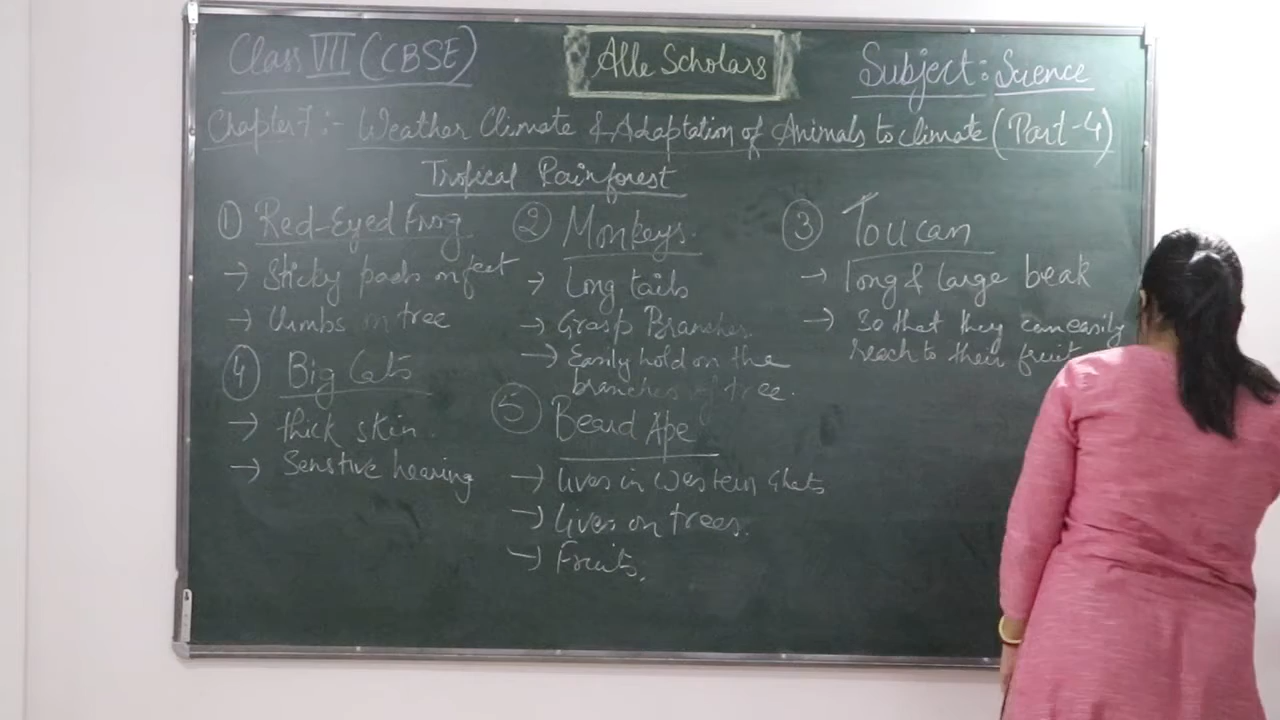 Class VII (CBSE)
Alle Scholars
Subject: Science
Chapter 7 :- Weather Climate & Adaptation of Animals to climate (Part-4)
Tropical Rainforest
① Red-Eyed Frog
→ Sticky pads on feet
→ climbs on tree
② Monkeys.
→ Long tails
→ Grasp Branches.
→ Easily hold on the
branches of tree.
③ Toucan
→ long & large beak
→ So that they can easily
reach to their fruit
④ Big Cats
→ thick skin.
→ Senstive hearing
⑤ Beard Ape
→ lives in Western Ghats
→ lives on trees.
→ Fruits.